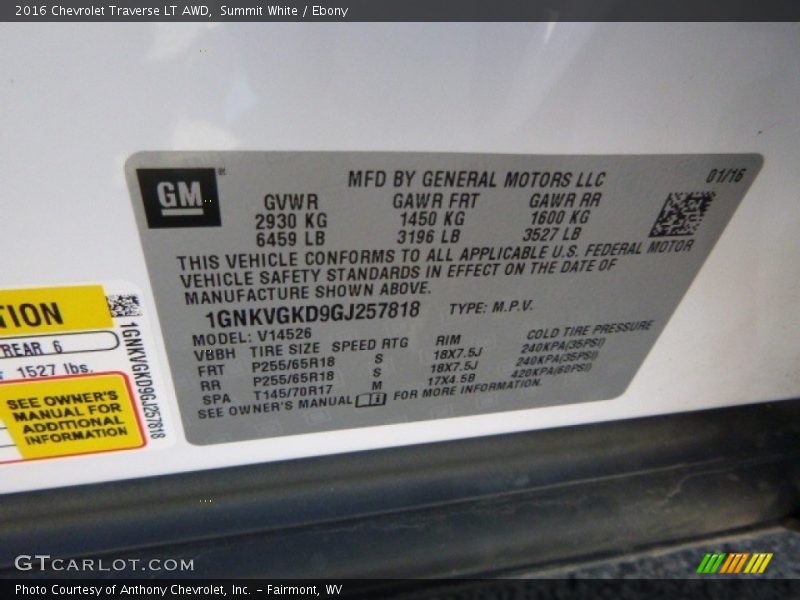 2016 Chevrolet Traverse LT AWD, Summit White / Ebony
GM
MFD BY GENERAL MOTORS LLC
01/16
GVWR GAWR FRT GAWR RR
2930 KG 1450 KG 1600 KG
6459 LB 3196 LB 3527 LB
THIS VEHICLE CONFORMS TO ALL APPLICABLE U.S. FEDERAL MOTOR
VEHICLE SAFETY STANDARDS IN EFFECT ON THE DATE OF
MANUFACTURE SHOWN ABOVE.
1GNKVGKD9GJ257818 TYPE: M.P.V.
MODEL: V14526
VBBH TIRE SIZE SPEED RTG RIM COLD TIRE PRESSURE
FRT P255/65R18 S 18X7.5J 240KPA(35PSI)
RR P255/65R18 S 18X7.5J 240KPA(35PSI)
SPA T145/70R17 M 17X4.5B 420KPA(60PSI)
SEE OWNER'S MANUAL FOR MORE INFORMATION.
TION
REAR 6
1527 lbs.
SEE OWNER'S
MANUAL FOR
ADDITIONAL
INFORMATION
1GNKVGKD9GJ257818
GTCARLOT.COM
Photo Courtesy of Anthony Chevrolet, Inc. – Fairmont, WV